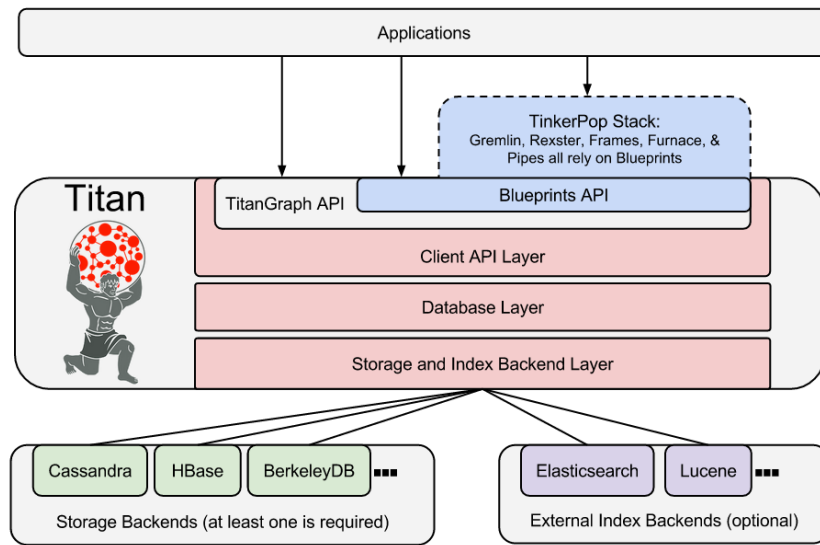 Applications
TinkerPop Stack:
Gremlin, Rexster, Frames, Furnace, &
Pipes all rely on Blueprints
Titan
TitanGraph API
Blueprints API
Client API Layer
Database Layer
Storage and Index Backend Layer
Cassandra
HBase
BerkeleyDB
Storage Backends (at least one is required)
Elasticsearch
Lucene
External Index Backends (optional)